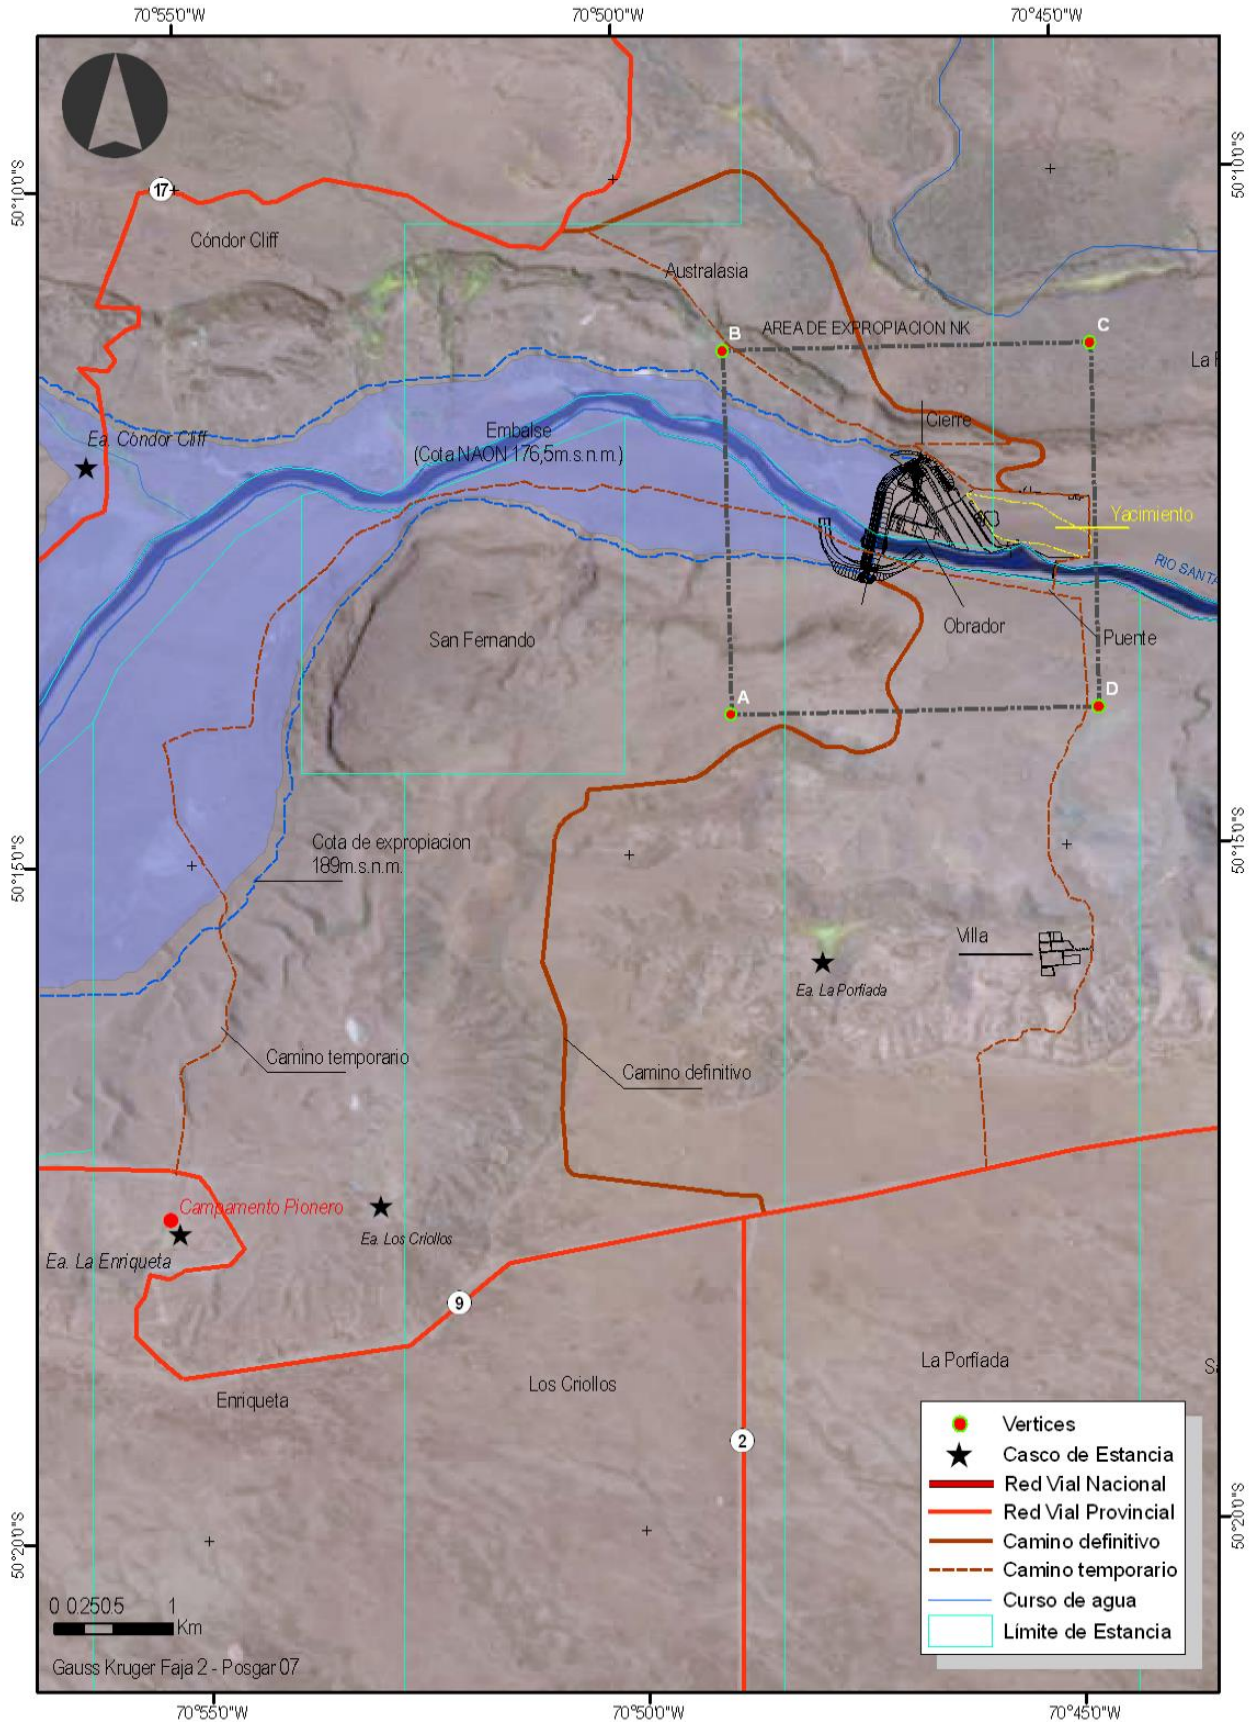 70°55'0"W 70°50'0"W 70°45'0"W
50°10'0"S
50°10'0"S
17
Cóndor Cliff
Australasia
B
AREA DE EXPROPIACION NK
C
Ea. Cóndor Cliff
Embalse
(Cota NAON 176,5m.s.n.m.)
Cierre
Yacimiento
RIO SANTA
San Fernando
Obrador
Puente
A
D
Cota de expropiacion
189m.s.n.m.
50°15'0"S
50°15'0"S
Villa
Ea. La Porfiada
Camino temporario
Camino definitivo
Campamento Pionero
Ea. La Enriqueta
Ea. Los Criollos
9
La Porfíada
Los Criollos
Enriqueta
2
50°20'0"S
50°20'0"S
Vertices
Casco de Estancia
Red Vial Nacional
Red Vial Provincial
Camino definitivo
Camino temporario
Curso de agua
Límite de Estancia
0 0.250.5 1
Km
Gauss Kruger Faja 2 - Posgar 07
70°55'0"W 70°50'0"W 70°45'0"W